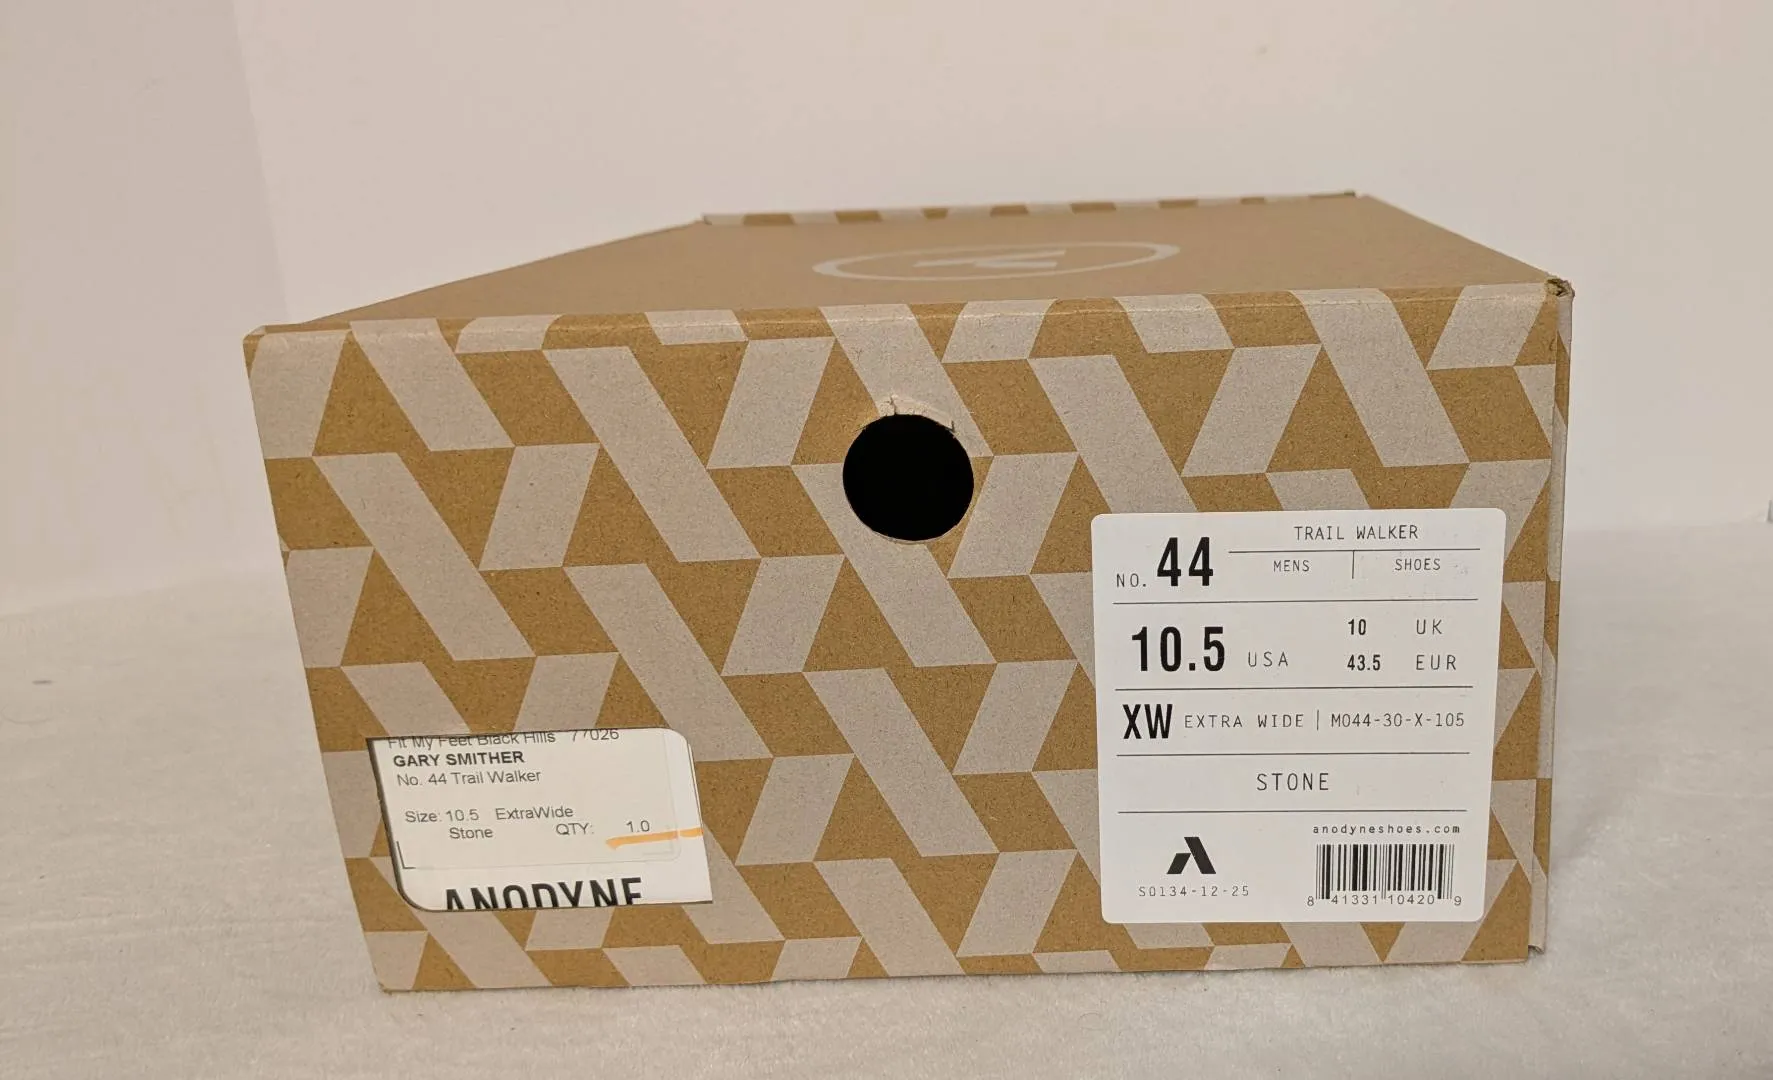 Fit My Feet Black Hills 77026
GARY SMITHER
No. 44 Trail Walker
Size: 10.5 ExtraWide
Stone QTY: 1.0
ANODYNE
NO. 44
TRAIL WALKER
MENS SHOES
10.5 USA
10 UK
43.5 EUR
XW EXTRA WIDE | M044-30-X-105
STONE
anodyneshoes.com
S0134-12-25
8 41331 10420 9